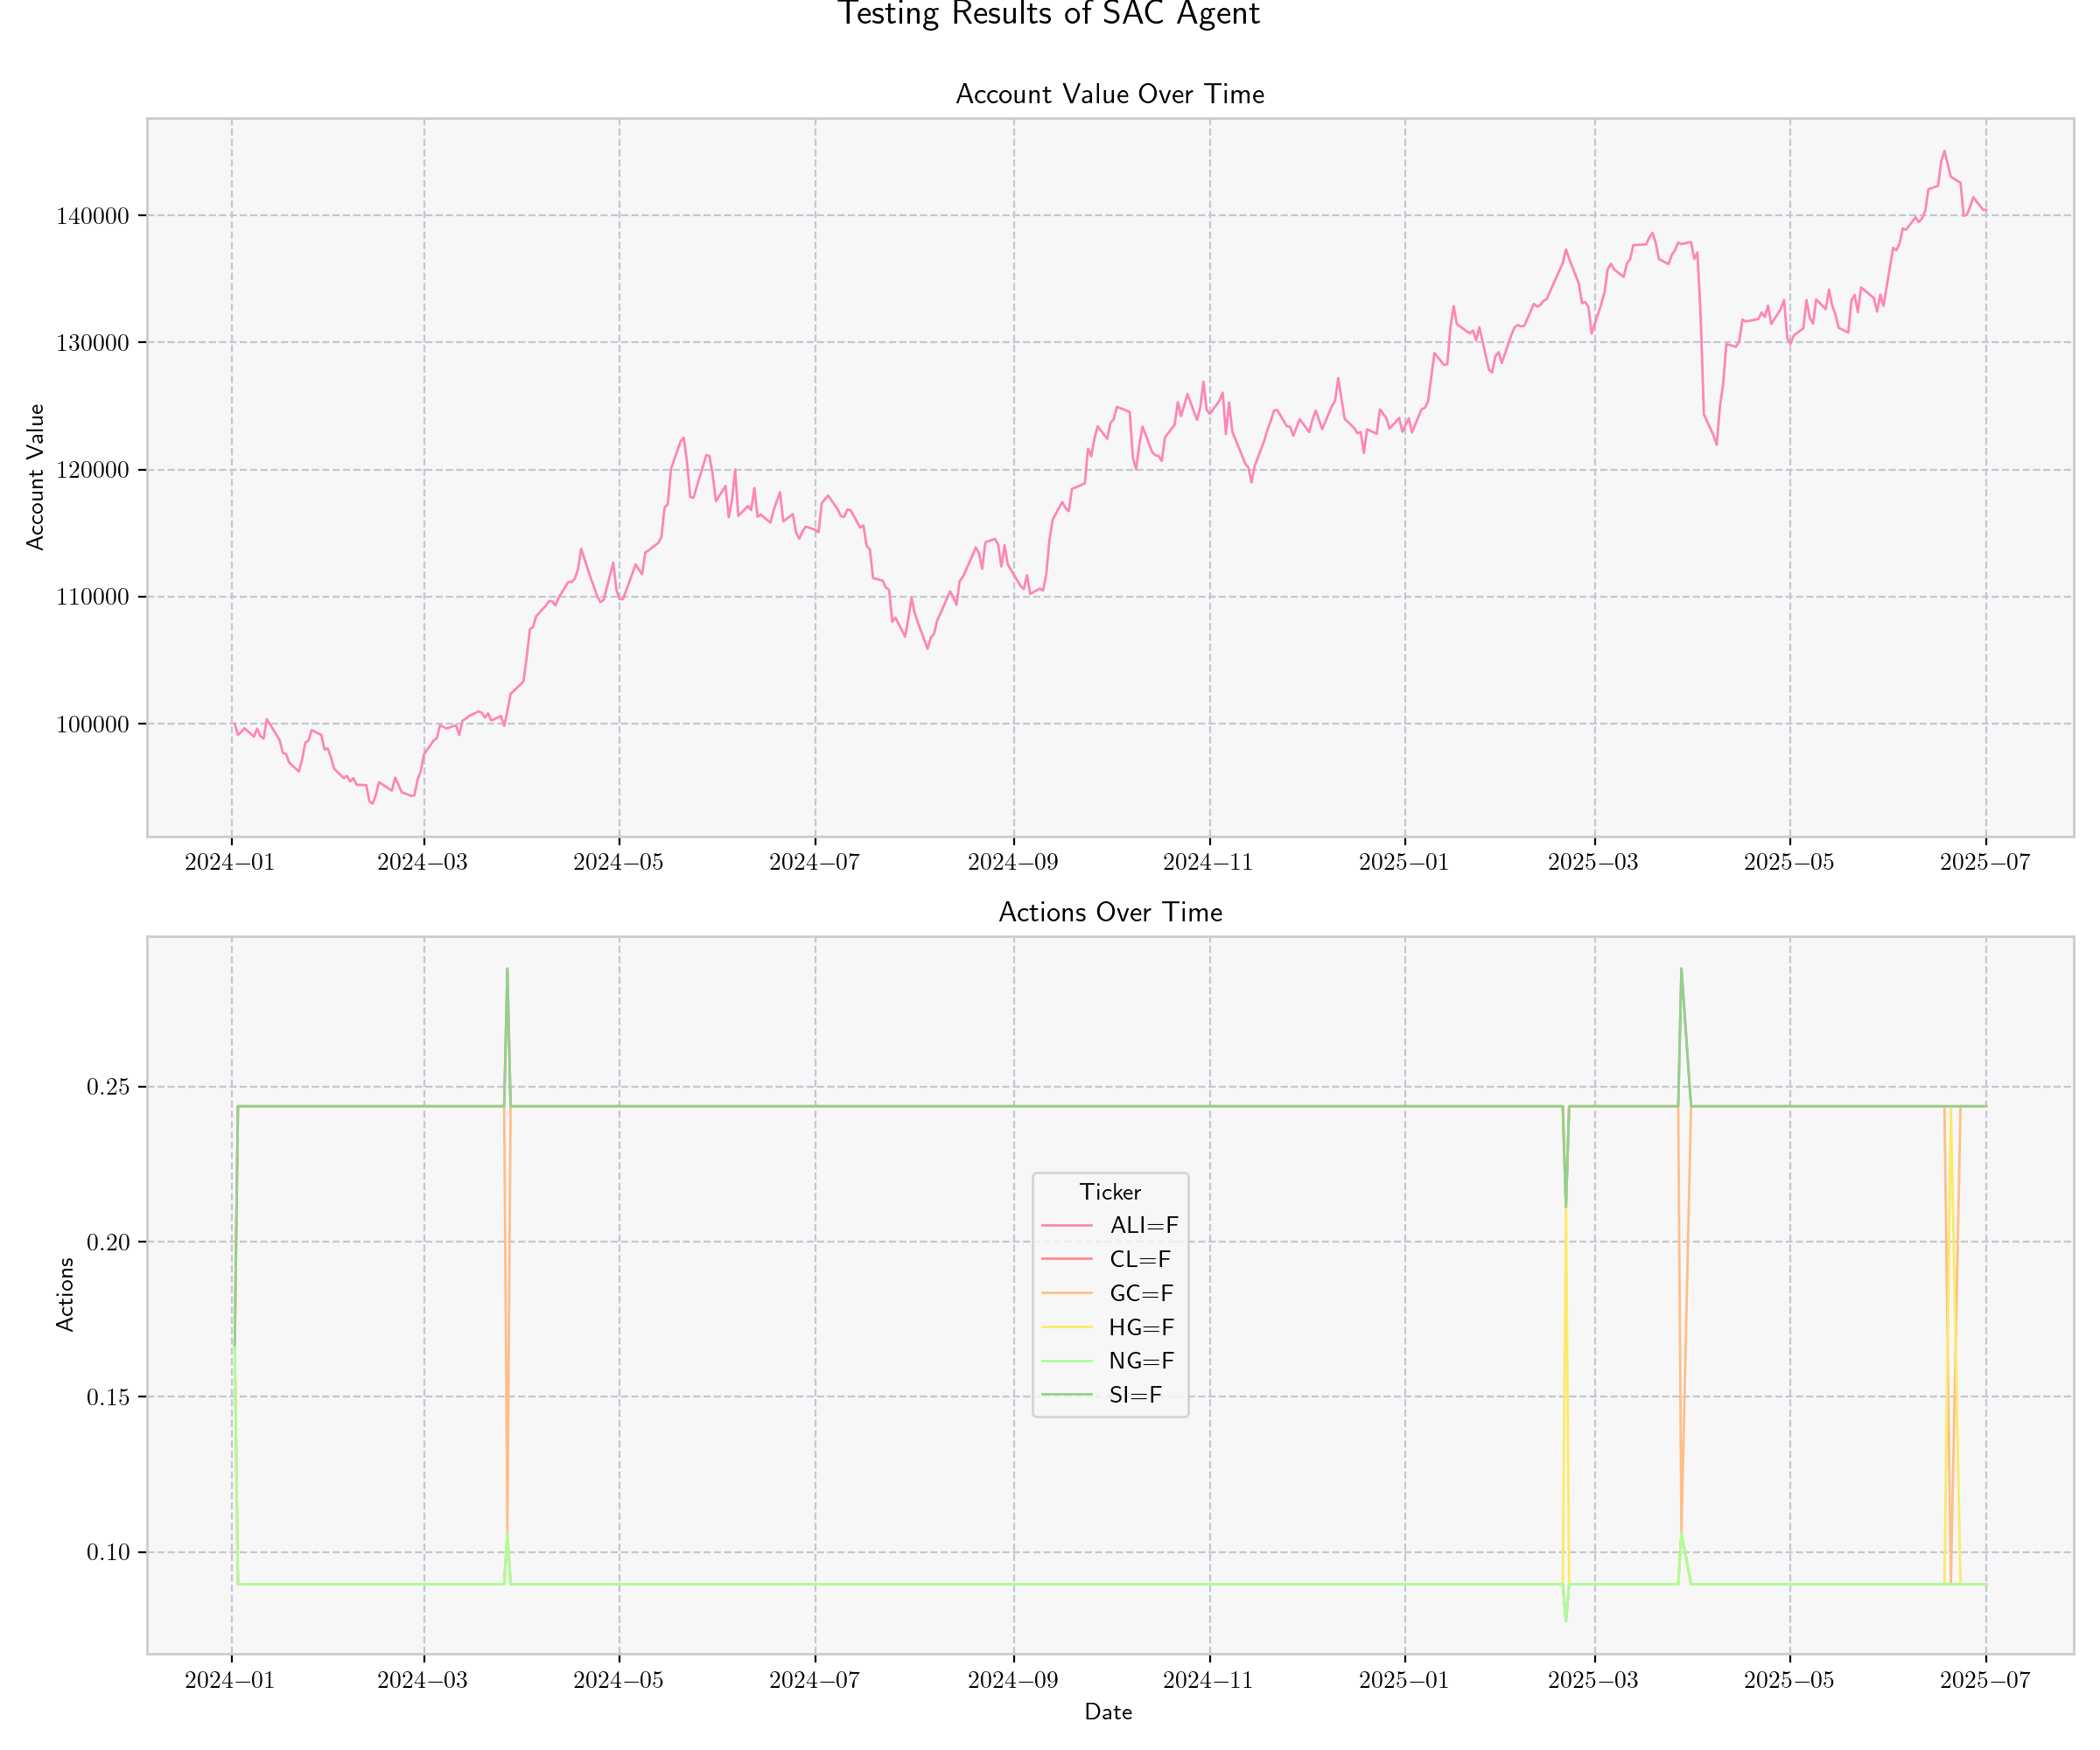 Testing Results of SAC Agent
Account Value Over Time
Account Value
140000
130000
120000
110000
100000
2024−01 2024−03 2024−05 2024−07 2024−09 2024−11 2025−01 2025−03 2025−05 2025−07
Actions Over Time
Actions
0.25
0.20
0.15
0.10
Ticker
ALI=F
CL=F
GC=F
HG=F
NG=F
SI=F
2024−01 2024−03 2024−05 2024−07 2024−09 2024−11 2025−01 2025−03 2025−05 2025−07
Date